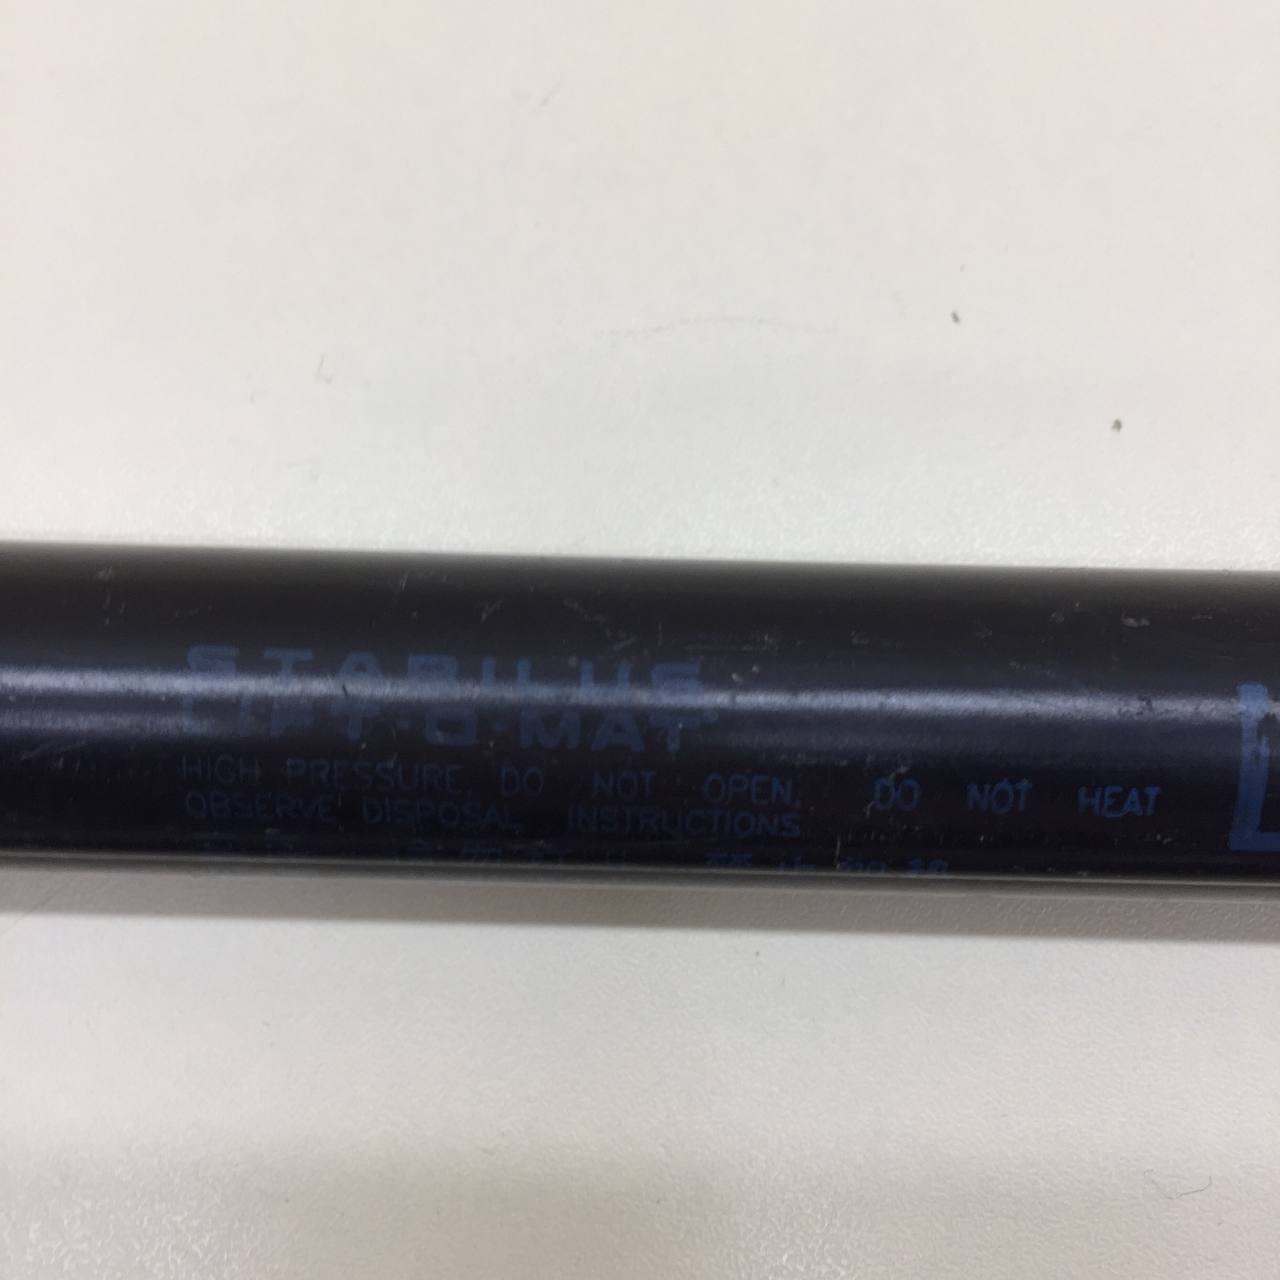 STABILUS
LIFT-O-MAT
HIGH PRESSURE, DO NOT OPEN, DO NOT HEAT
OBSERVE DISPOSAL INSTRUCTIONS